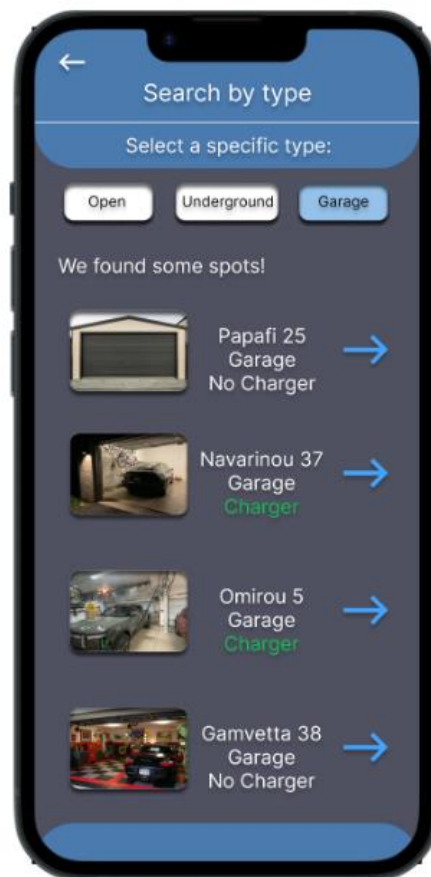 Search by type
Select a specific type:
Open
Underground
Garage
We found some spots!
Papafi 25
Garage
No Charger
Navarinou 37
Garage
Charger
Omirou 5
Garage
Charger
Gamvetta 38
Garage
No Charger